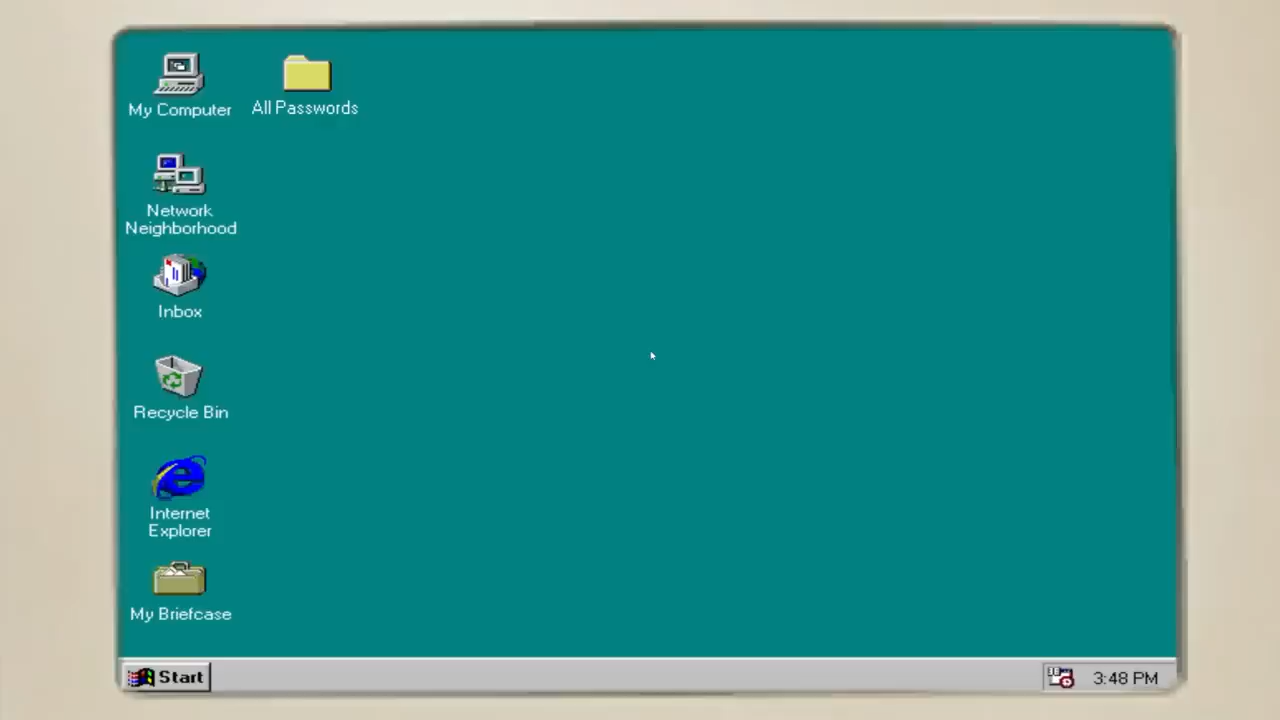 My Computer
All Passwords
Network
Neighborhood
Inbox
Recycle Bin
Internet
Explorer
My Briefcase
Start
3:48 PM